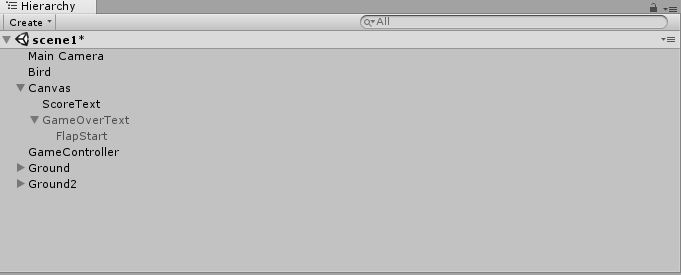 Hierarchy
Create All
scene1*
Main Camera
Bird
Canvas
ScoreText
GameOverText
FlapStart
GameController
Ground
Ground2